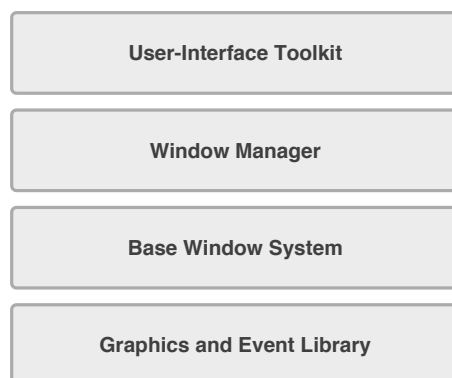 User-Interface Toolkit
Window Manager
Base Window System
Graphics and Event Library